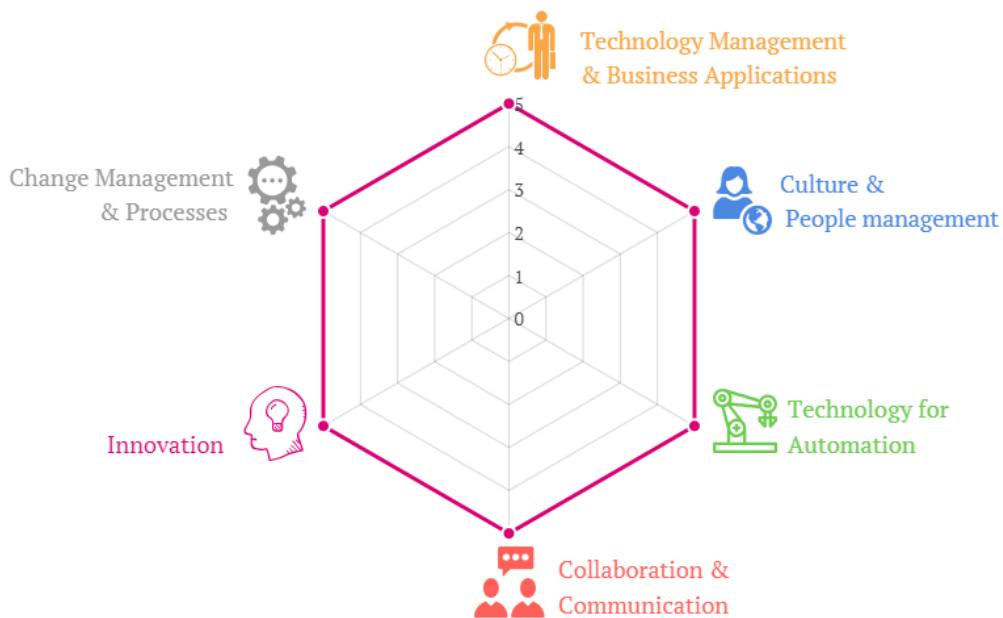 Technology Management
& Business Applications
Change Management
& Processes
Culture &
People management
5
4
3
2
1
0
Innovation
Technology for
Automation
Collaboration &
Communication